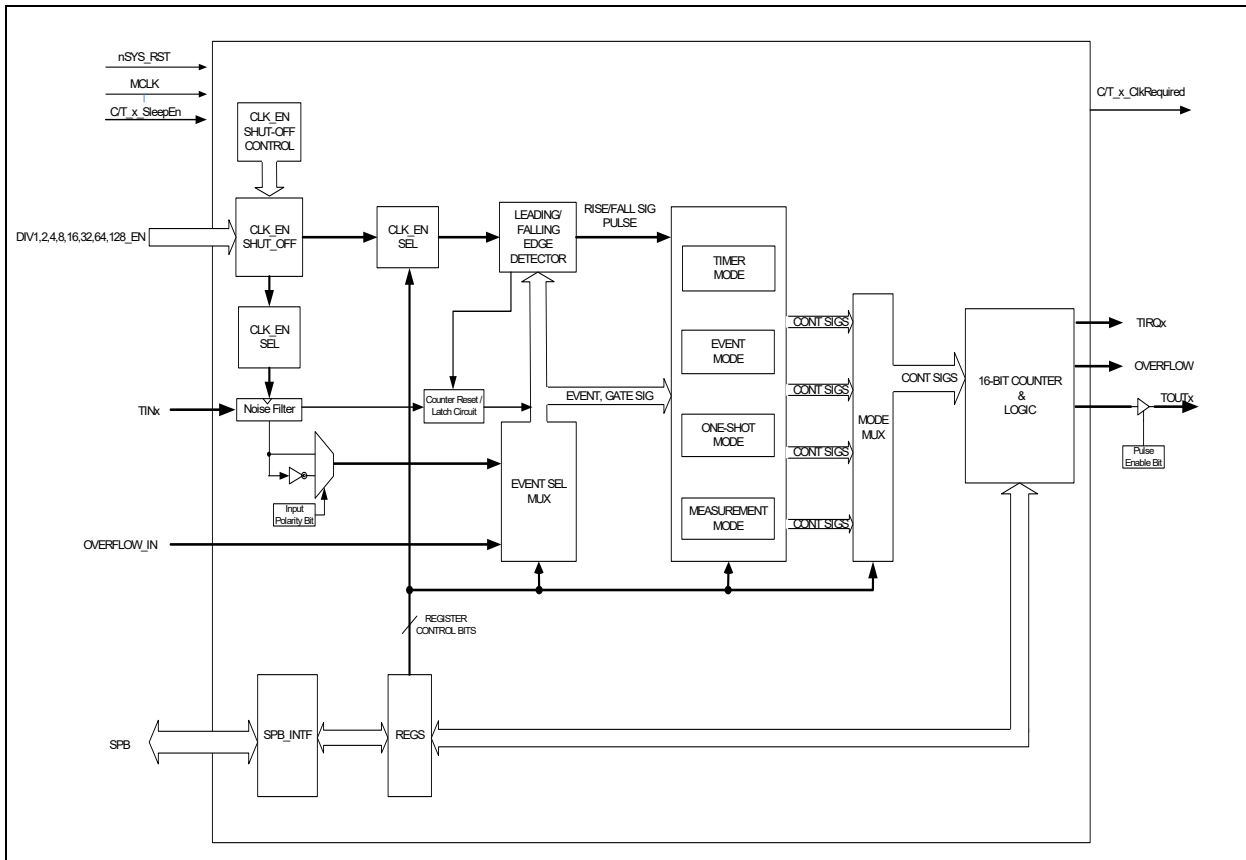 nSYS_RST
MCLK
C/T_x_SleepEn
C/T_x_ClkRequired
CLK_EN
SHUT-OFF
CONTROL
DIV1,2,4,8,16,32,64,128_EN
CLK_EN
SHUT_OFF
CLK_EN
SEL
LEADING/
FALLING
EDGE
DETECTOR
RISE/FALL SIG
PULSE
TIMER
MODE
CLK_EN
SEL
EVENT
MODE
CONT SIGS
TINx
Noise Filter
Counter Reset /
Latch Circuit
EVENT, GATE SIG
CONT SIGS
ONE-SHOT
MODE
CONT SIGS
MODE
MUX
CONT SIGS
16-BIT COUNTER
&
LOGIC
TIRQx
OVERFLOW
TOUTx
Pulse
Enable Bit
Input
Polarity Bit
EVENT SEL
MUX
MEASUREMENT
MODE
CONT SIGS
OVERFLOW_IN
REGISTER
CONTROL BITS
SPB
SPB_INTF
REGS